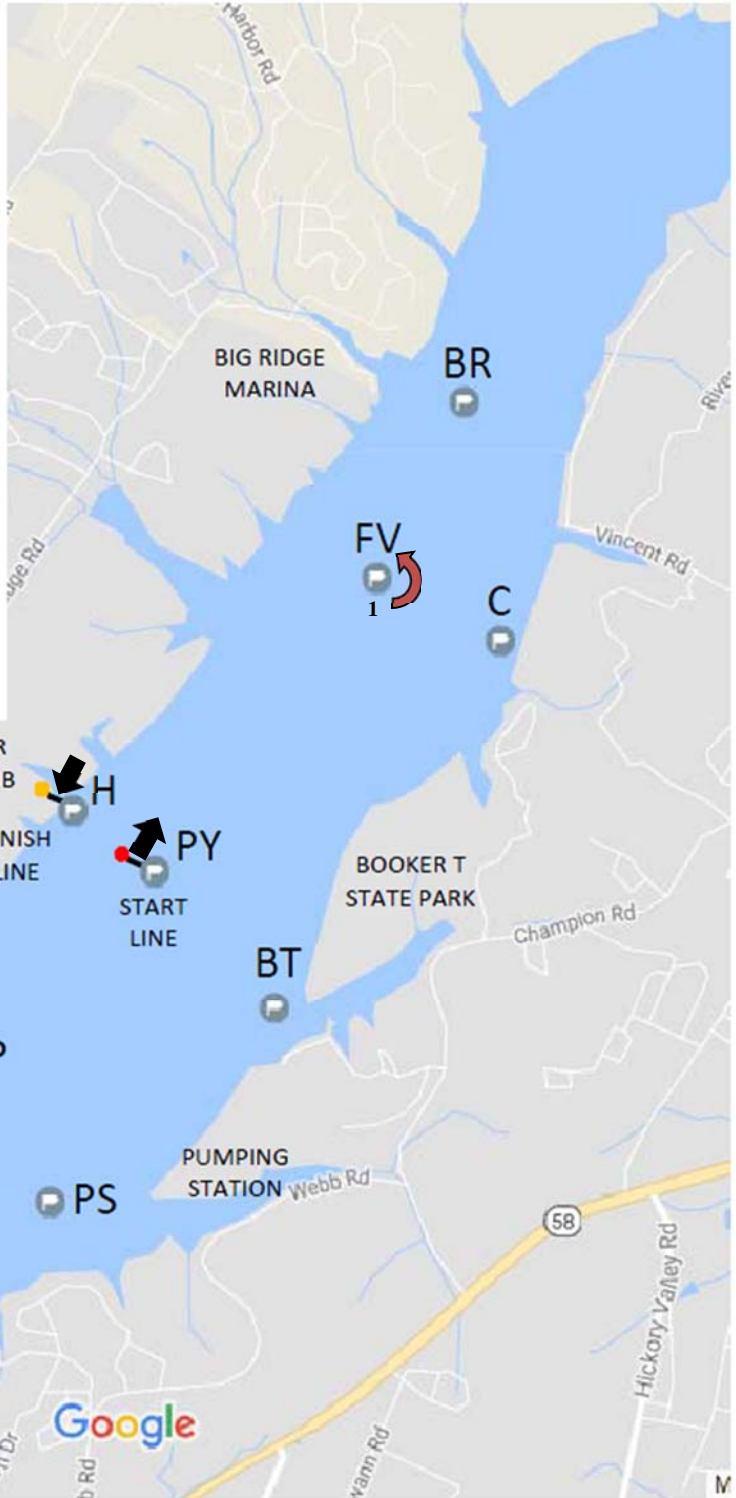 Harbor Rd
BIG RIDGE
MARINA
BR
FV
1
C
Vincent Rd
H
B
PY
START
LINE
BOOKER T
STATE PARK
Champion Rd
BT
PUMPING
STATION
Webb Rd
PS
58
Hickory Valley Rd
Google